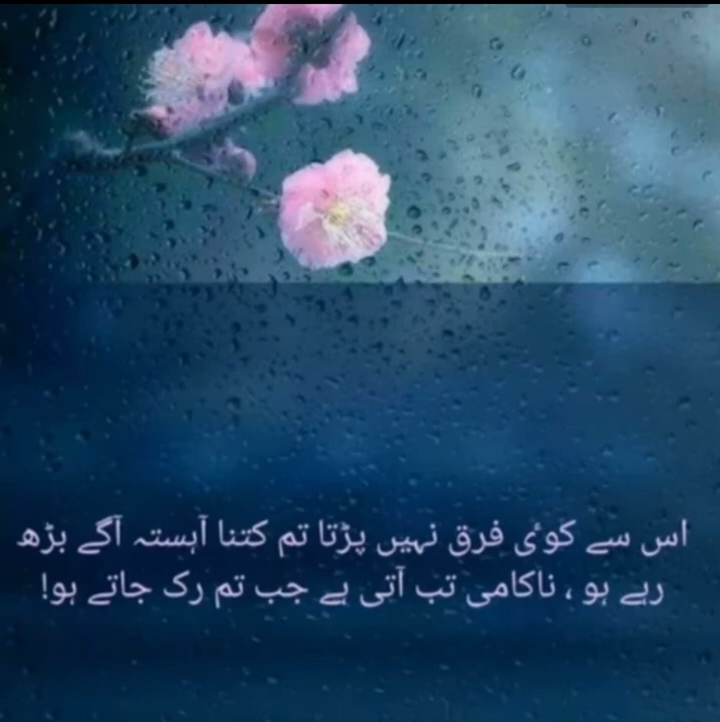 اس سے کوئی فرق نہیں پڑتا تم کتنا آہستہ آگے بڑھ
رہے ہو ، ناکامی تب آتی ہے جب تم رک جاتے ہو!